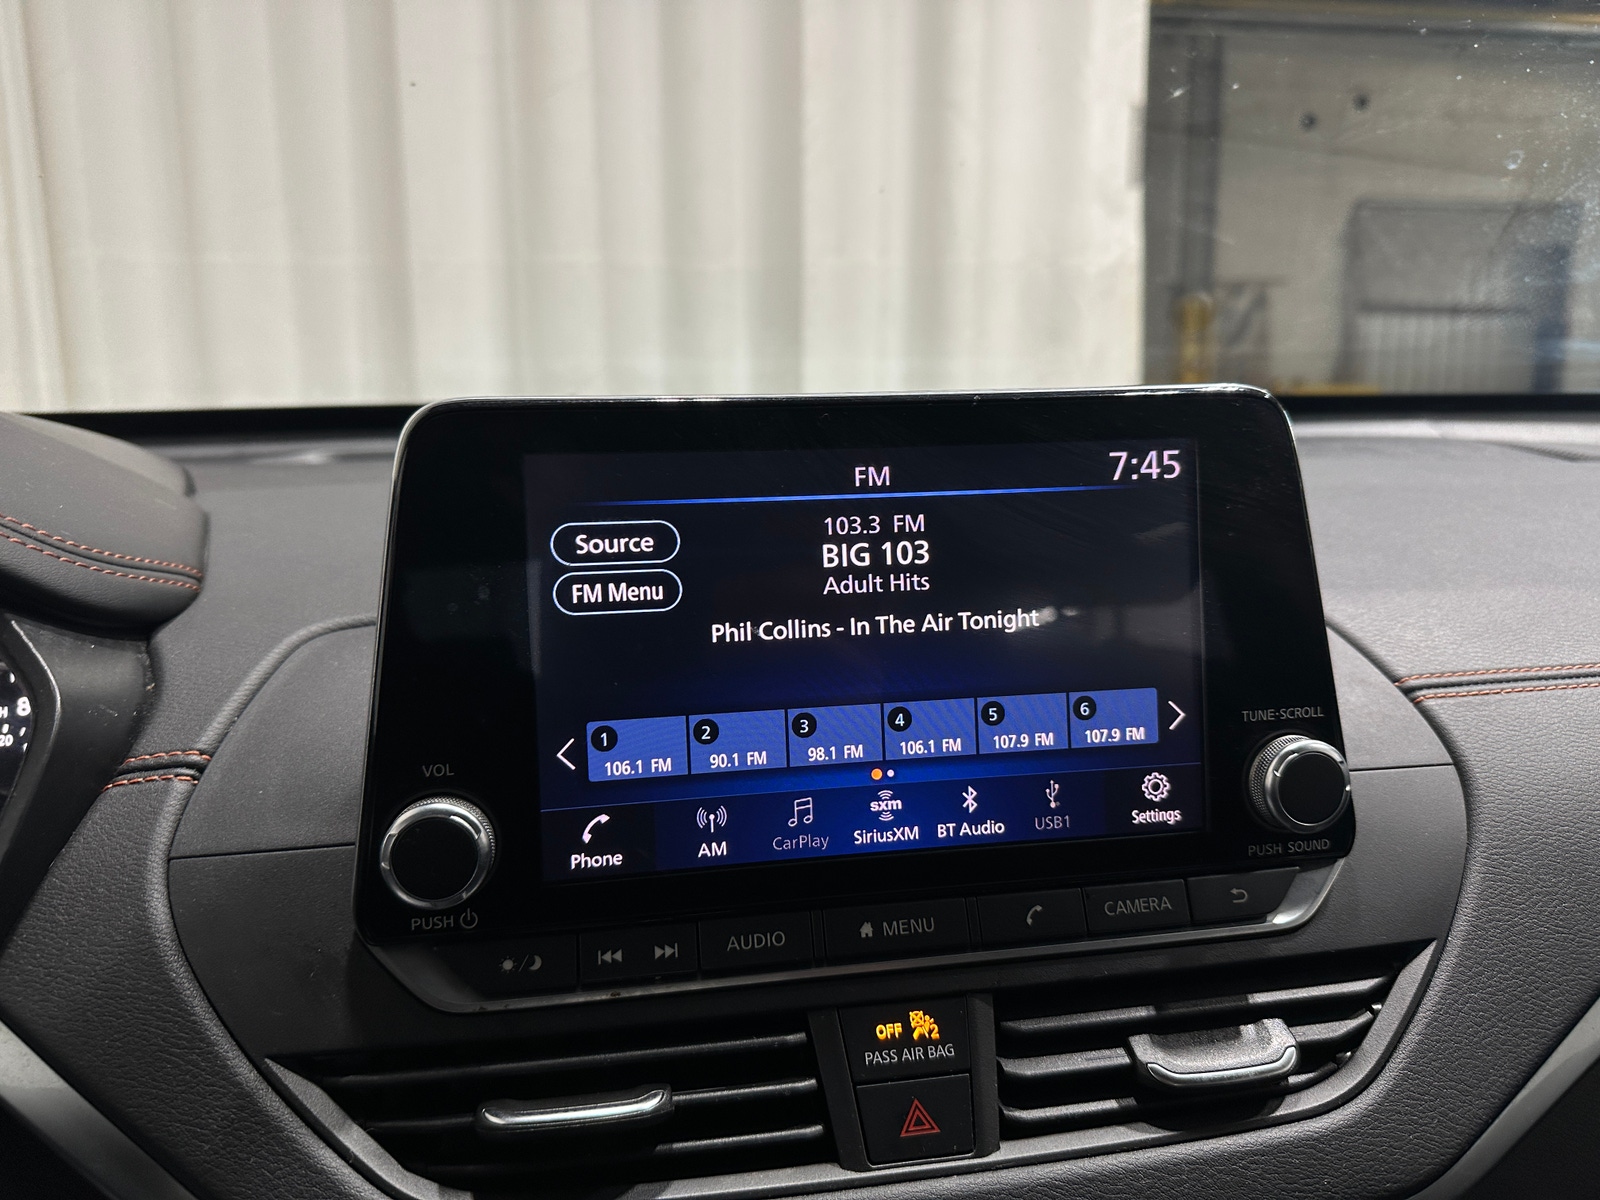 FM
7:45
Source
FM Menu
103.3 FM
BIG 103
Adult Hits
Phil Collins - In The Air Tonight
1
106.1 FM
2
90.1 FM
3
98.1 FM
4
106.1 FM
5
107.9 FM
6
107.9 FM
Phone
AM
CarPlay
sxm
SiriusXM
BT Audio
USB1
Settings
VOL
PUSH
TUNE·SCROLL
PUSH SOUND
AUDIO
MENU
CAMERA
OFF
2
PASS AIR BAG
8
20